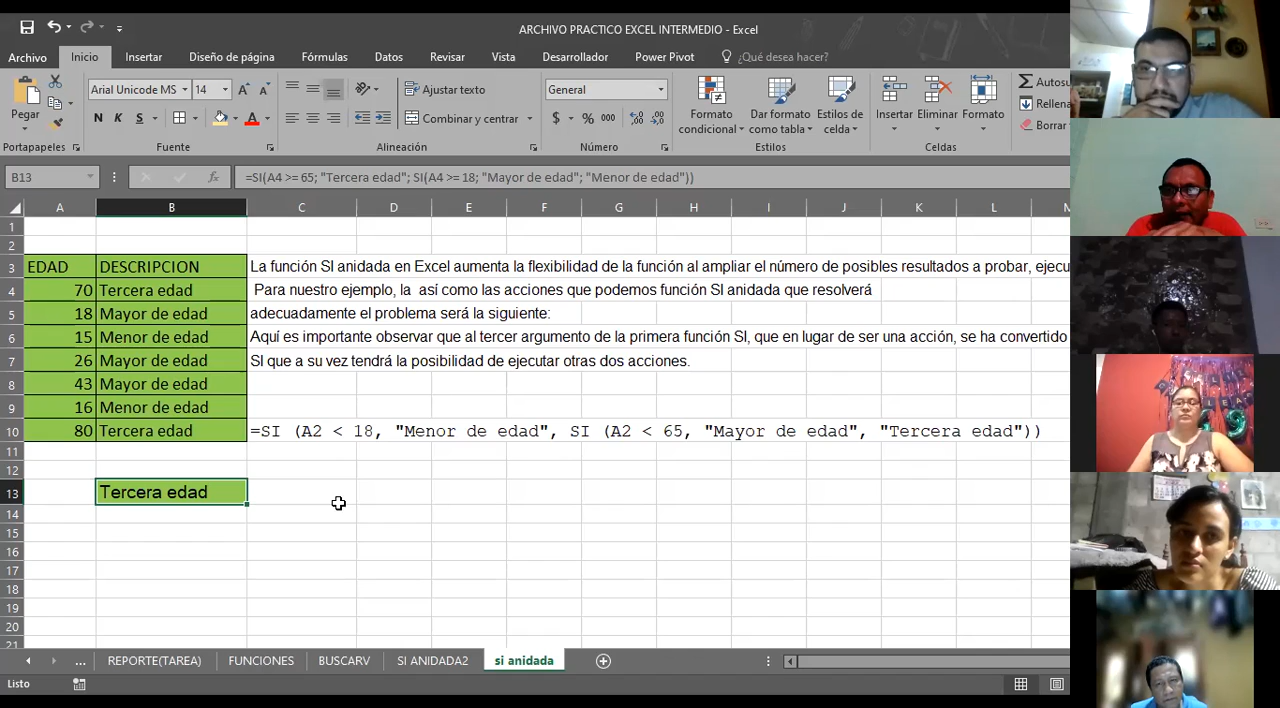 ARCHIVO PRACTICO EXCEL INTERMEDIO - Excel
Archivo Inicio Insertar Diseño de página Fórmulas Datos Revisar Vista Desarrollador Power Pivot ¿Qué desea hacer?
Pegar
Arial Unicode MS 14 A A
N K S A
Ajustar texto
Combinar y centrar
General
$ % 000
Formato condicional
Dar formato como tabla
Estilos de celda
Insertar Eliminar Formato
Σ Autosu
Rellena
Borrar
Portapapeles Fuente Alineación Número Estilos Celdas
B13 fx =SI(A4 >= 65; "Tercera edad"; SI(A4 >= 18; "Mayor de edad"; "Menor de edad"))
A B C D E F G H I J K L M
1
2
3 EDAD DESCRIPCION La función SI anidada en Excel aumenta la flexibilidad de la función al ampliar el número de posibles resultados a probar, ejecu
4 70 Tercera edad Para nuestro ejemplo, la así como las acciones que podemos función SI anidada que resolverá
5 18 Mayor de edad adecuadamente el problema será la siguiente:
6 15 Menor de edad Aquí es importante observar que al tercer argumento de la primera función SI, que en lugar de ser una acción, se ha convertido
7 26 Mayor de edad SI que a su vez tendrá la posibilidad de ejecutar otras dos acciones.
8 43 Mayor de edad
9 16 Menor de edad
10 80 Tercera edad =SI (A2 < 18, "Menor de edad", SI (A2 < 65, "Mayor de edad", "Tercera edad"))
11
12
13 Tercera edad
14
15
16
17
18
19
20
21
... REPORTE(TAREA) FUNCIONES BUSCARV SI ANIDADA2 si anidada
Listo